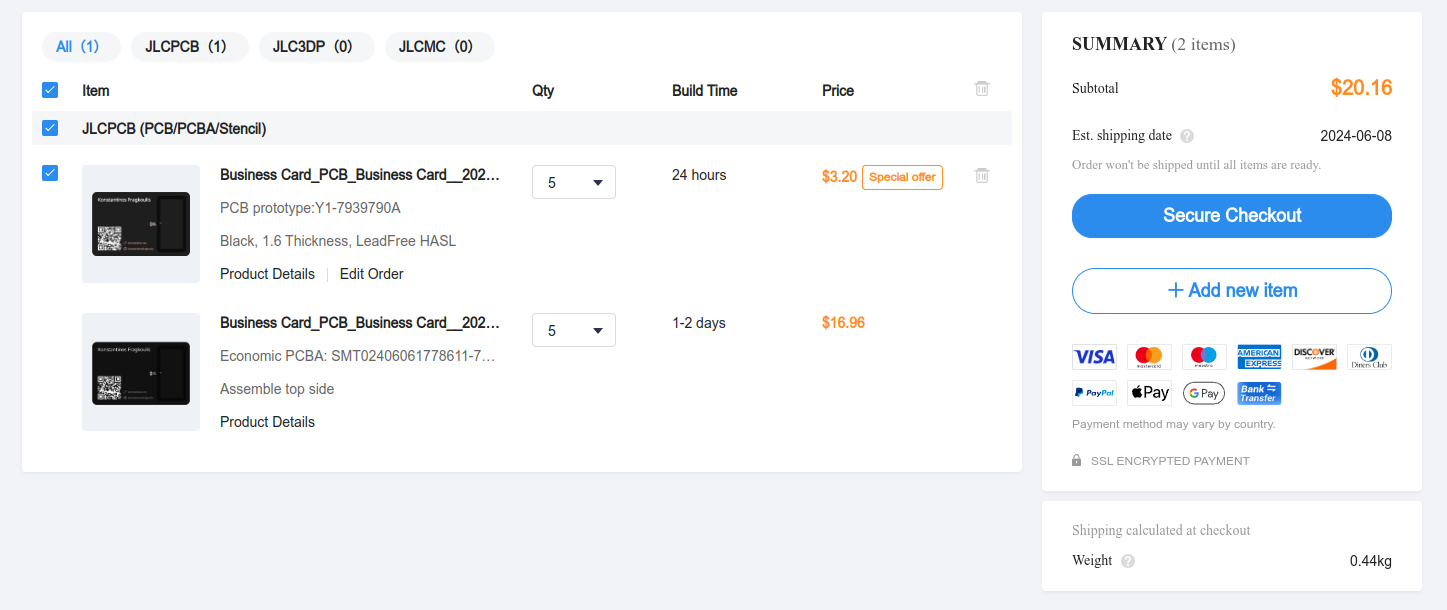 All (1) JLCPCB (1) JLC3DP (0) JLCMC (0)
Item Qty Build Time Price
JLCPCB (PCB/PCBA/Stencil)
Business Card_PCB_Business Card__202… 5 24 hours $3.20 Special offer
PCB prototype:Y1-7939790A
Black, 1.6 Thickness, LeadFree HASL
Product Details Edit Order
Konstantinos Fragkoulis
Business Card_PCB_Business Card__202… 5 1-2 days $16.96
Economic PCBA: SMT02406061778611-7…
Assemble top side
Product Details
Konstantinos Fragkoulis
SUMMARY (2 items)
Subtotal $20.16
Est. shipping date ? 2024-06-08
Order won't be shipped until all items are ready.
Secure Checkout
+ Add new item
VISA mastercard maestro AMERICAN EXPRESS DISCOVER NETWORK Diners Club
PayPal Apple Pay G Pay Bank Transfer
Payment method may vary by country.
SSL ENCRYPTED PAYMENT
Shipping calculated at checkout
Weight ? 0.44kg